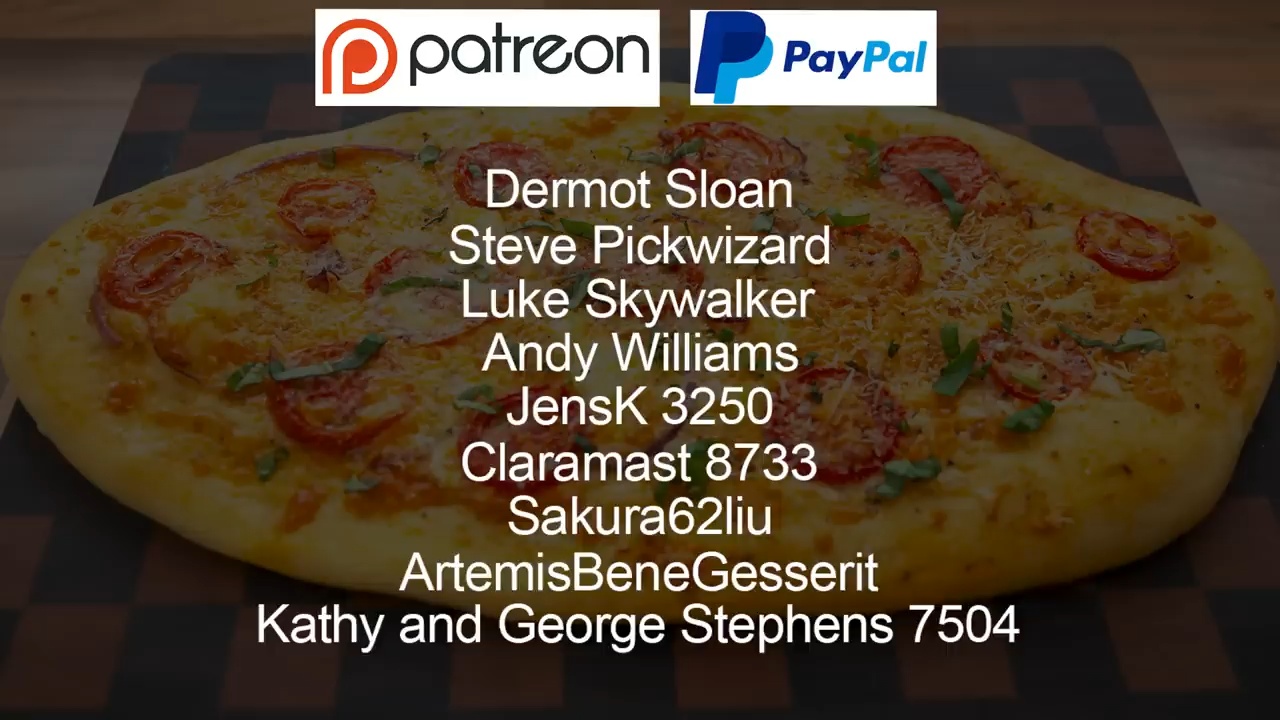 patreon PayPal
Dermot Sloan
Steve Pickwizard
Luke Skywalker
Andy Williams
JensK 3250
Claramast 8733
Sakura62liu
ArtemisBeneGesserit
Kathy and George Stephens 7504